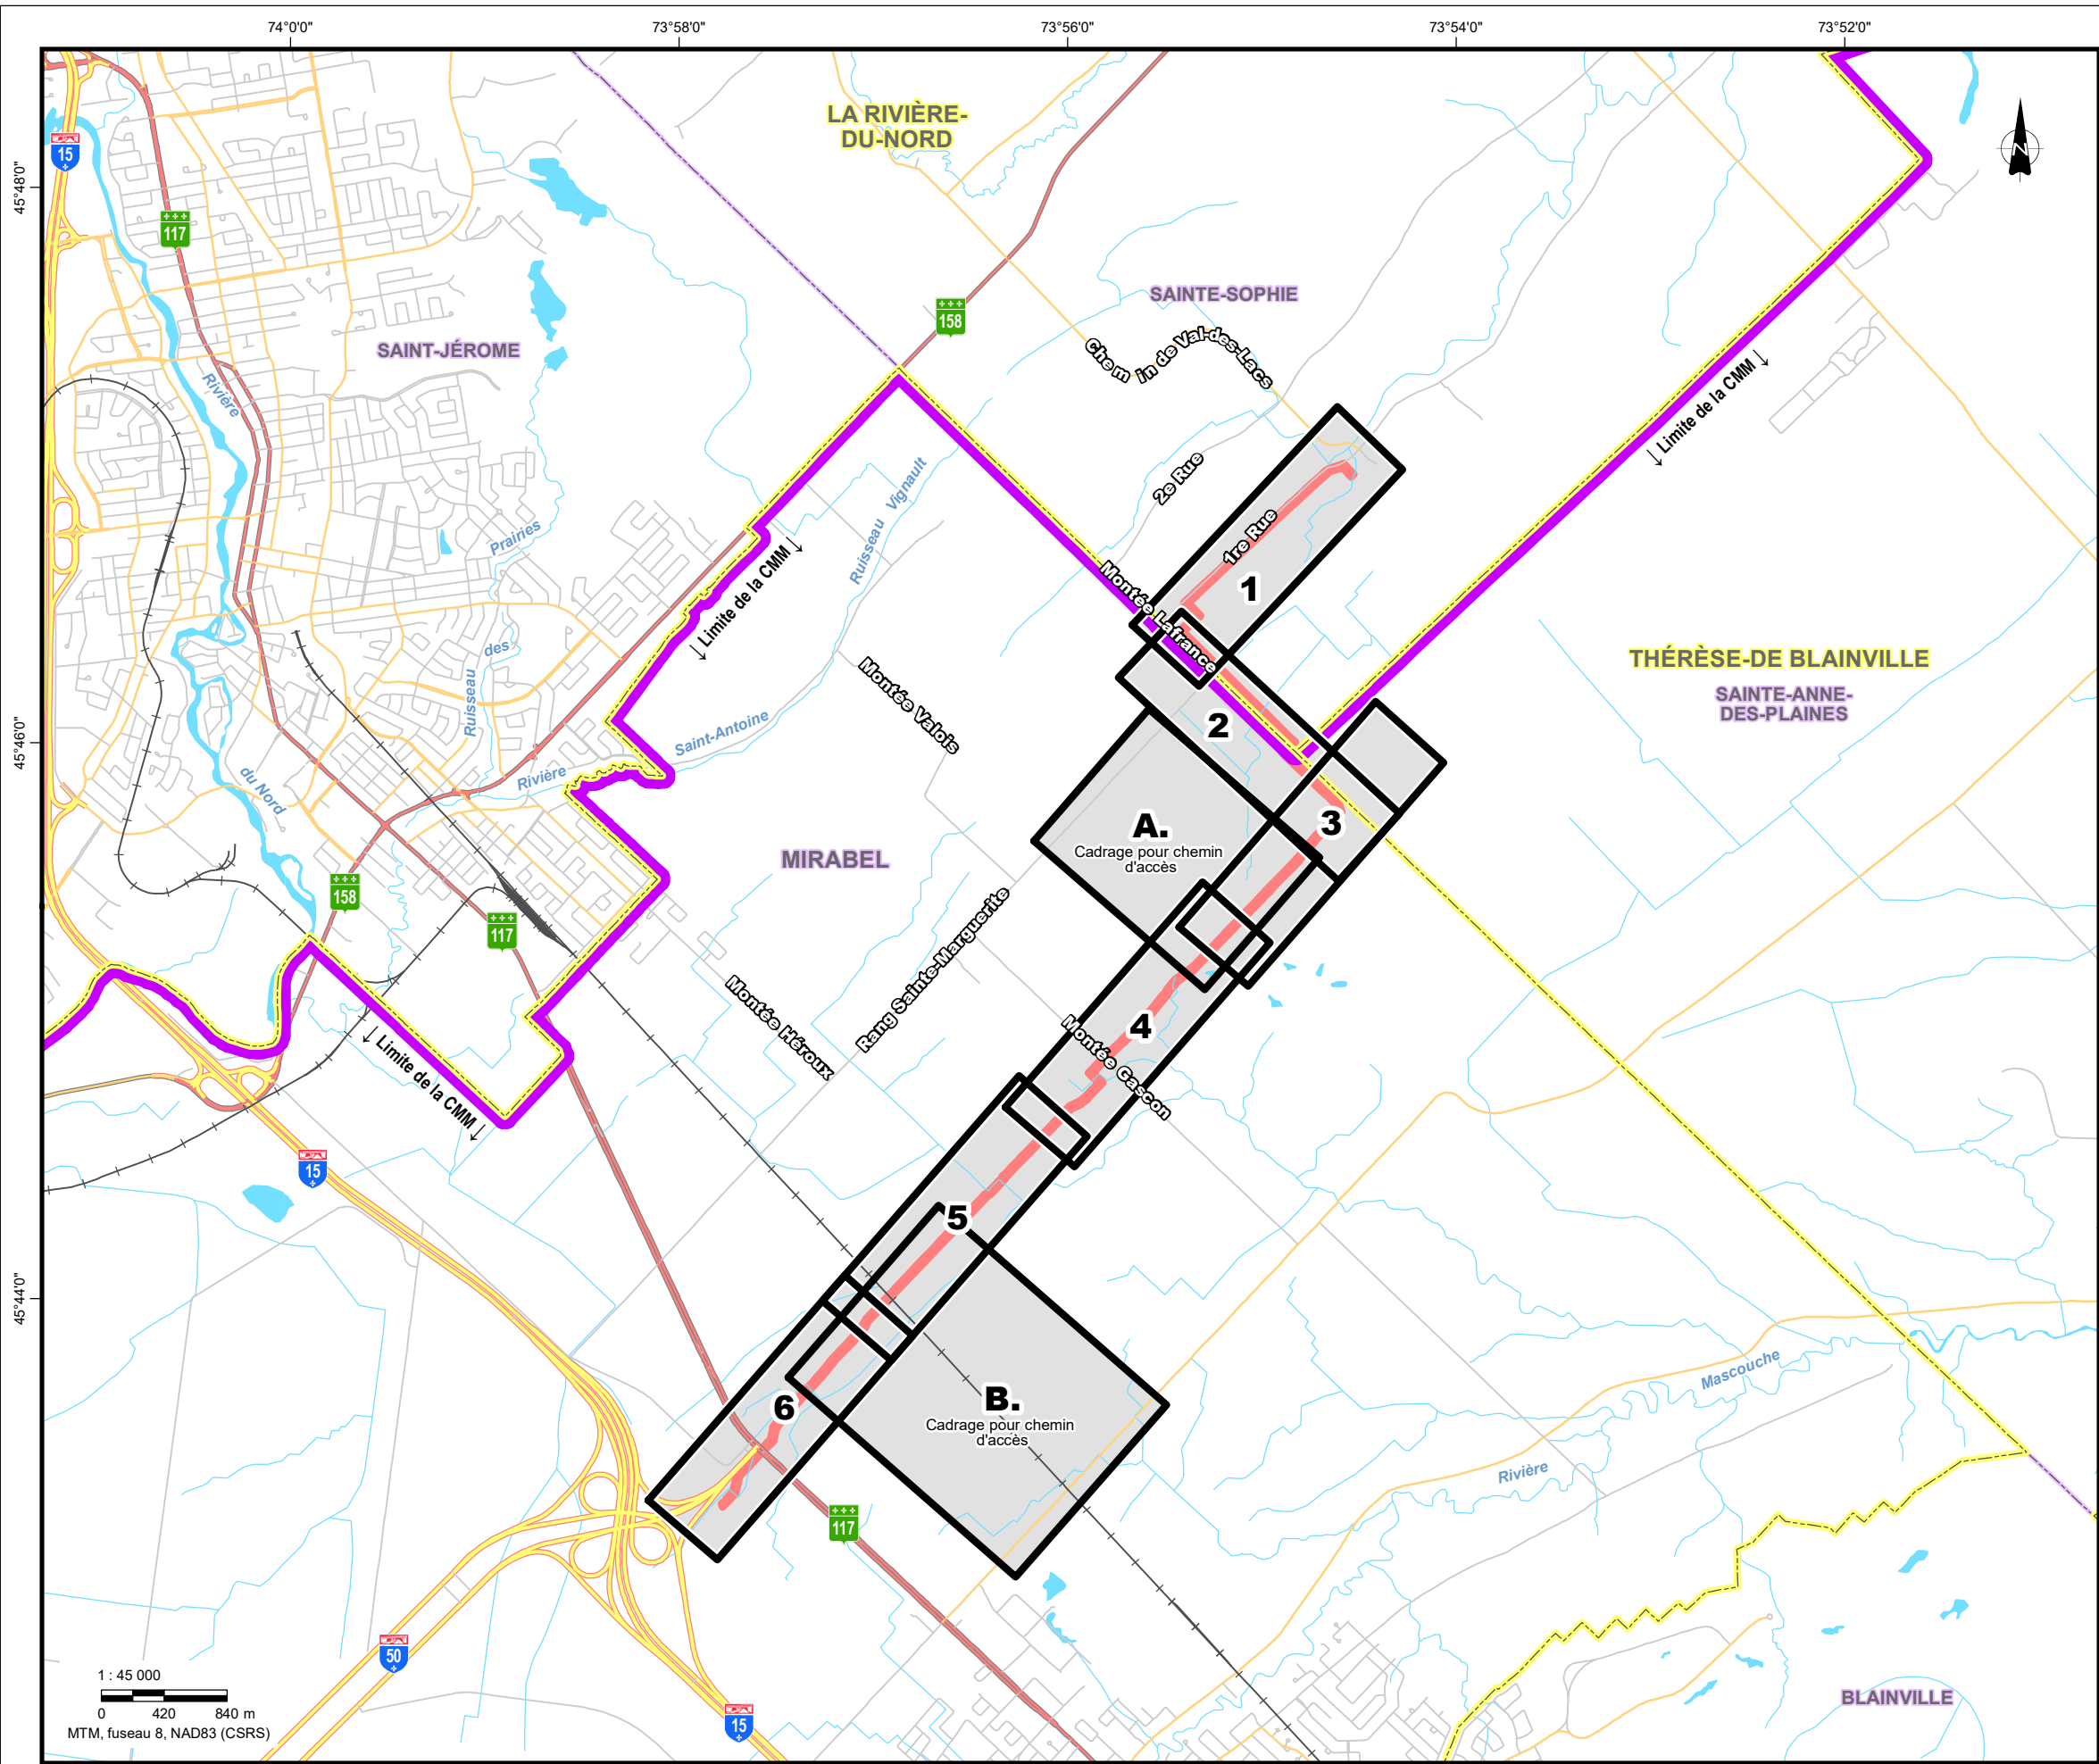 74°0'0"
73°58'0"
73°56'0"
73°54'0"
73°52'0"
45°48'0"
45°46'0"
45°44'0"
LA RIVIÈRE-
DU-NORD
N
15
117
158
SAINTE-SOPHIE
SAINT-JÉROME
Chemin de Val-des-Lacs
Rivière
↓ Limite de la CMM ↓
2e Rue
Ruisseau Vignault
1re Rue
Prairies
des
Ruisseau
↓ Limite de la CMM ↓
Montée Lafrance
1
THÉRÈSE-DE BLAINVILLE
SAINTE-ANNE-
DES-PLAINES
Montée Valois
Saint-Antoine
Rivière
du Nord
2
3
A.
Cadrage pour chemin
d'accès
MIRABEL
158
117
Rang Sainte-Marguerite
Montée Héroux
4
Montée Gascon
↓ Limite de la CMM ↓
15
5
Mascouche
6
B.
Cadrage pour chemin
d'accès
Rivière
117
50
15
BLAINVILLE
1 : 45 000
0 420 840 m
MTM, fuseau 8, NAD83 (CSRS)